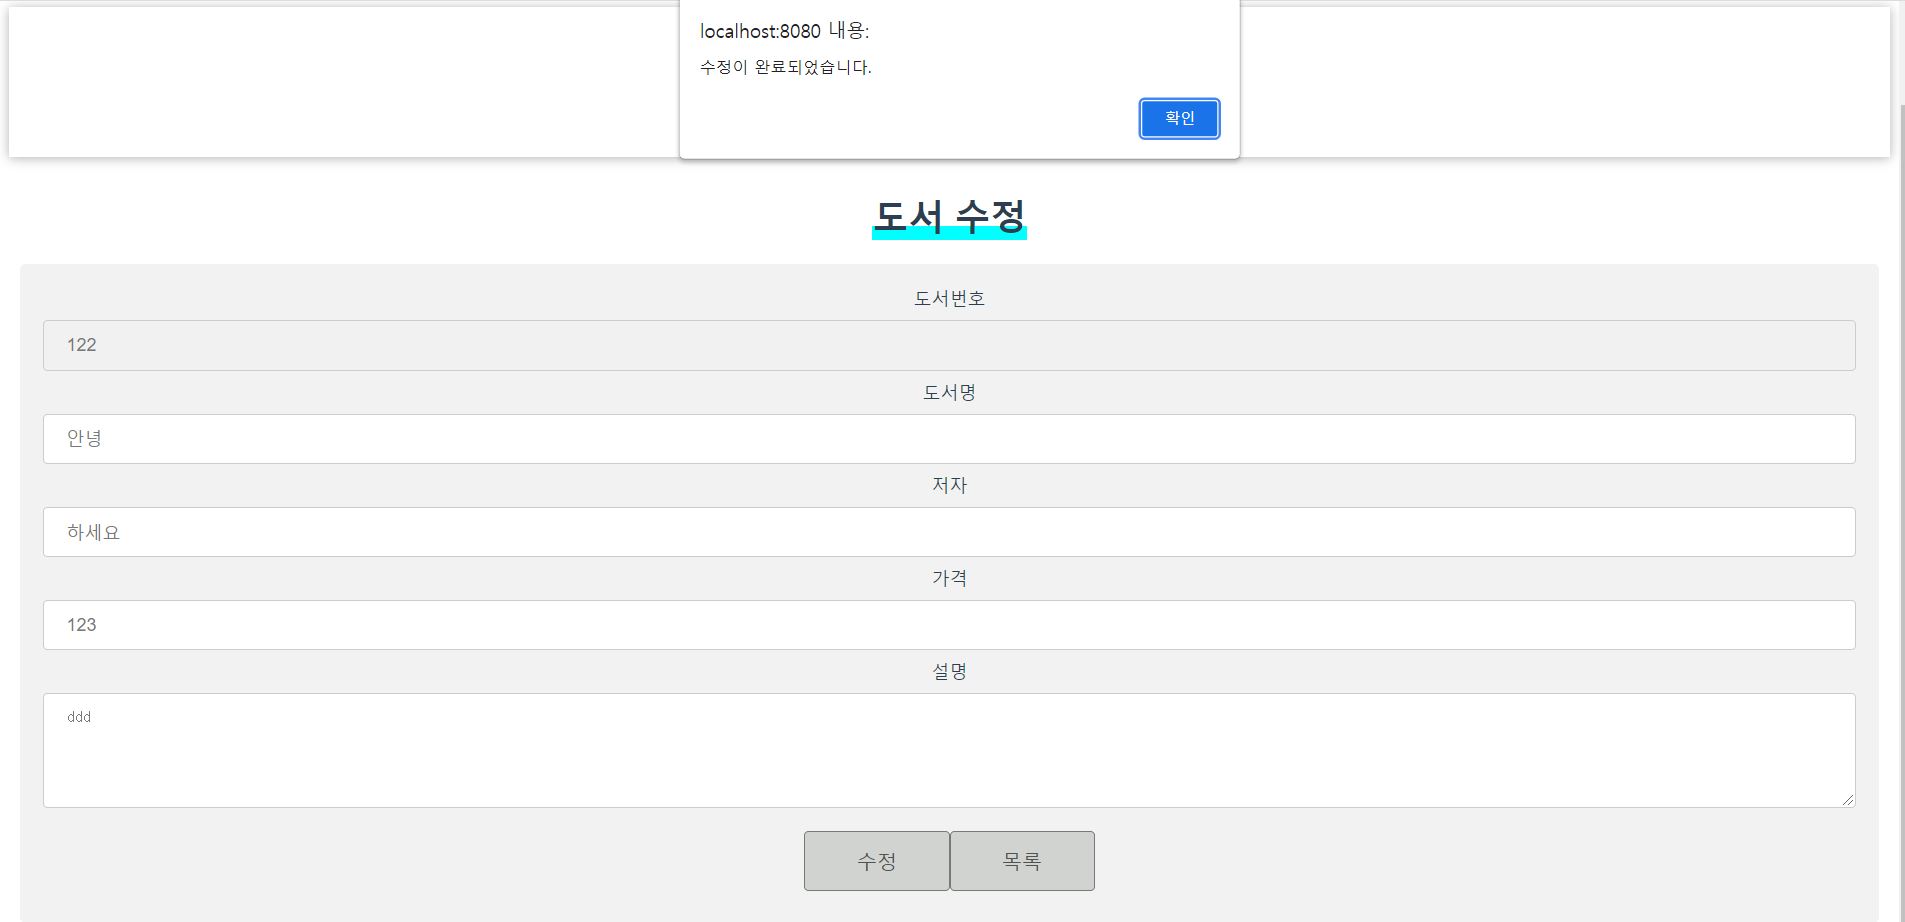 localhost:8080 내용:
수정이 완료되었습니다.
확인
도서 수정
도서번호
122
도서명
안녕
저자
하세요
가격
123
설명
ddd
수정 목록